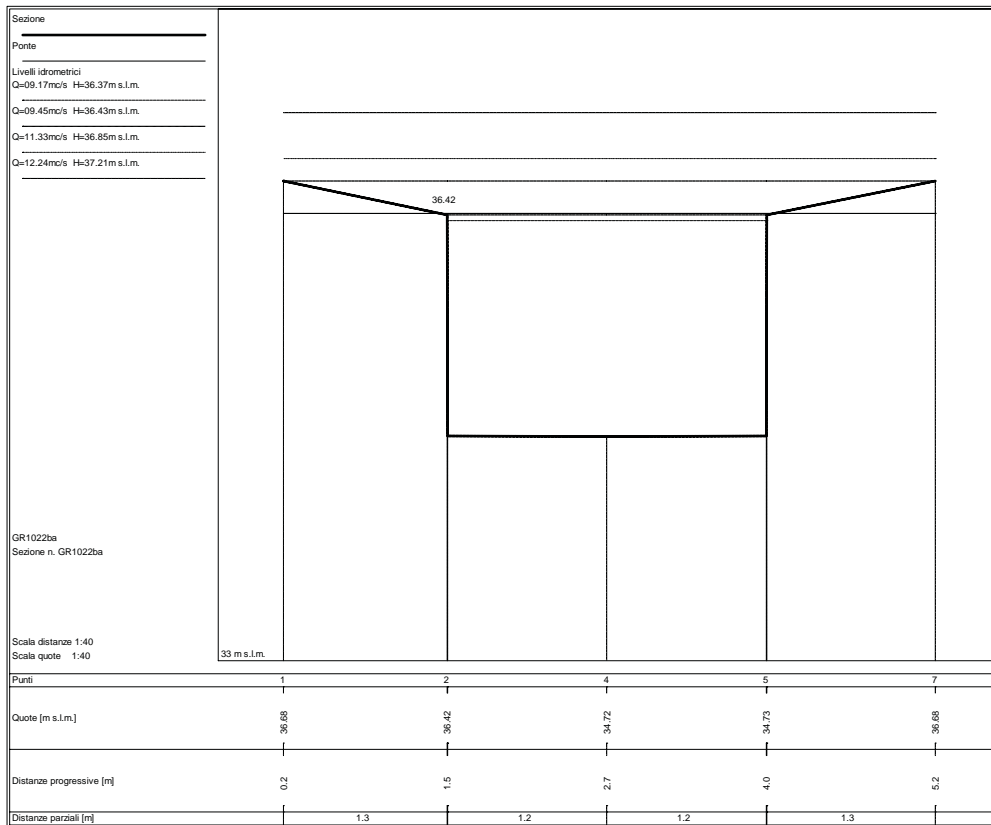 Sezione
Ponte
Livelli idrometrici
Q=09.17mc/s H=36.37m s.l.m.
Q=09.45mc/s H=36.43m s.l.m.
Q=11.33mc/s H=36.85m s.l.m.
Q=12.24mc/s H=37.21m s.l.m.
36.42
GR1022ba
Sezione n. GR1022ba
Scala distanze 1:40
Scala quote 1:40
33 m s.l.m.
Punti 1 2 4 5 7
Quote [m s.l.m.] 36.68 36.42 34.72 34.73 36.68
Distanze progressive [m] 0.2 1.5 2.7 4.0 5.2
Distanze parziali [m] 1.3 1.2 1.2 1.3